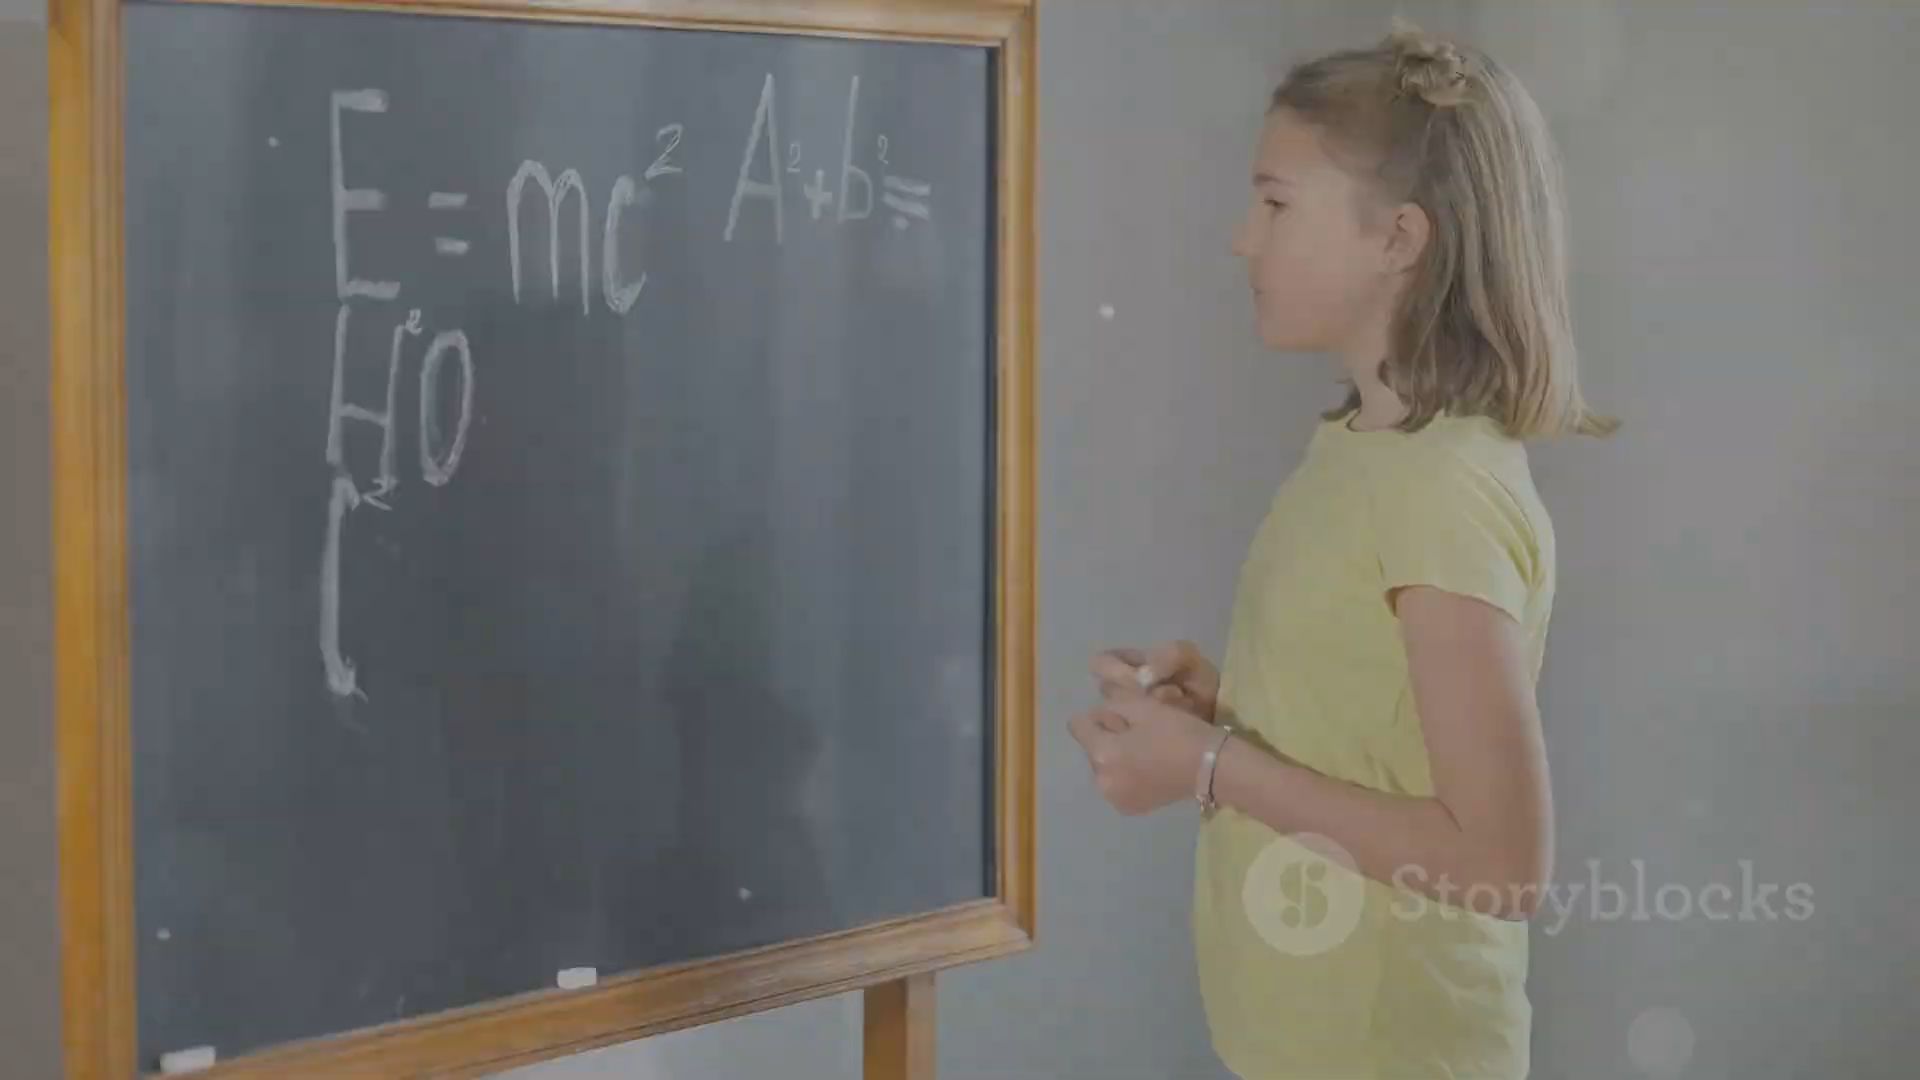 E = mc² A²+b²=
H²O
Storyblocks